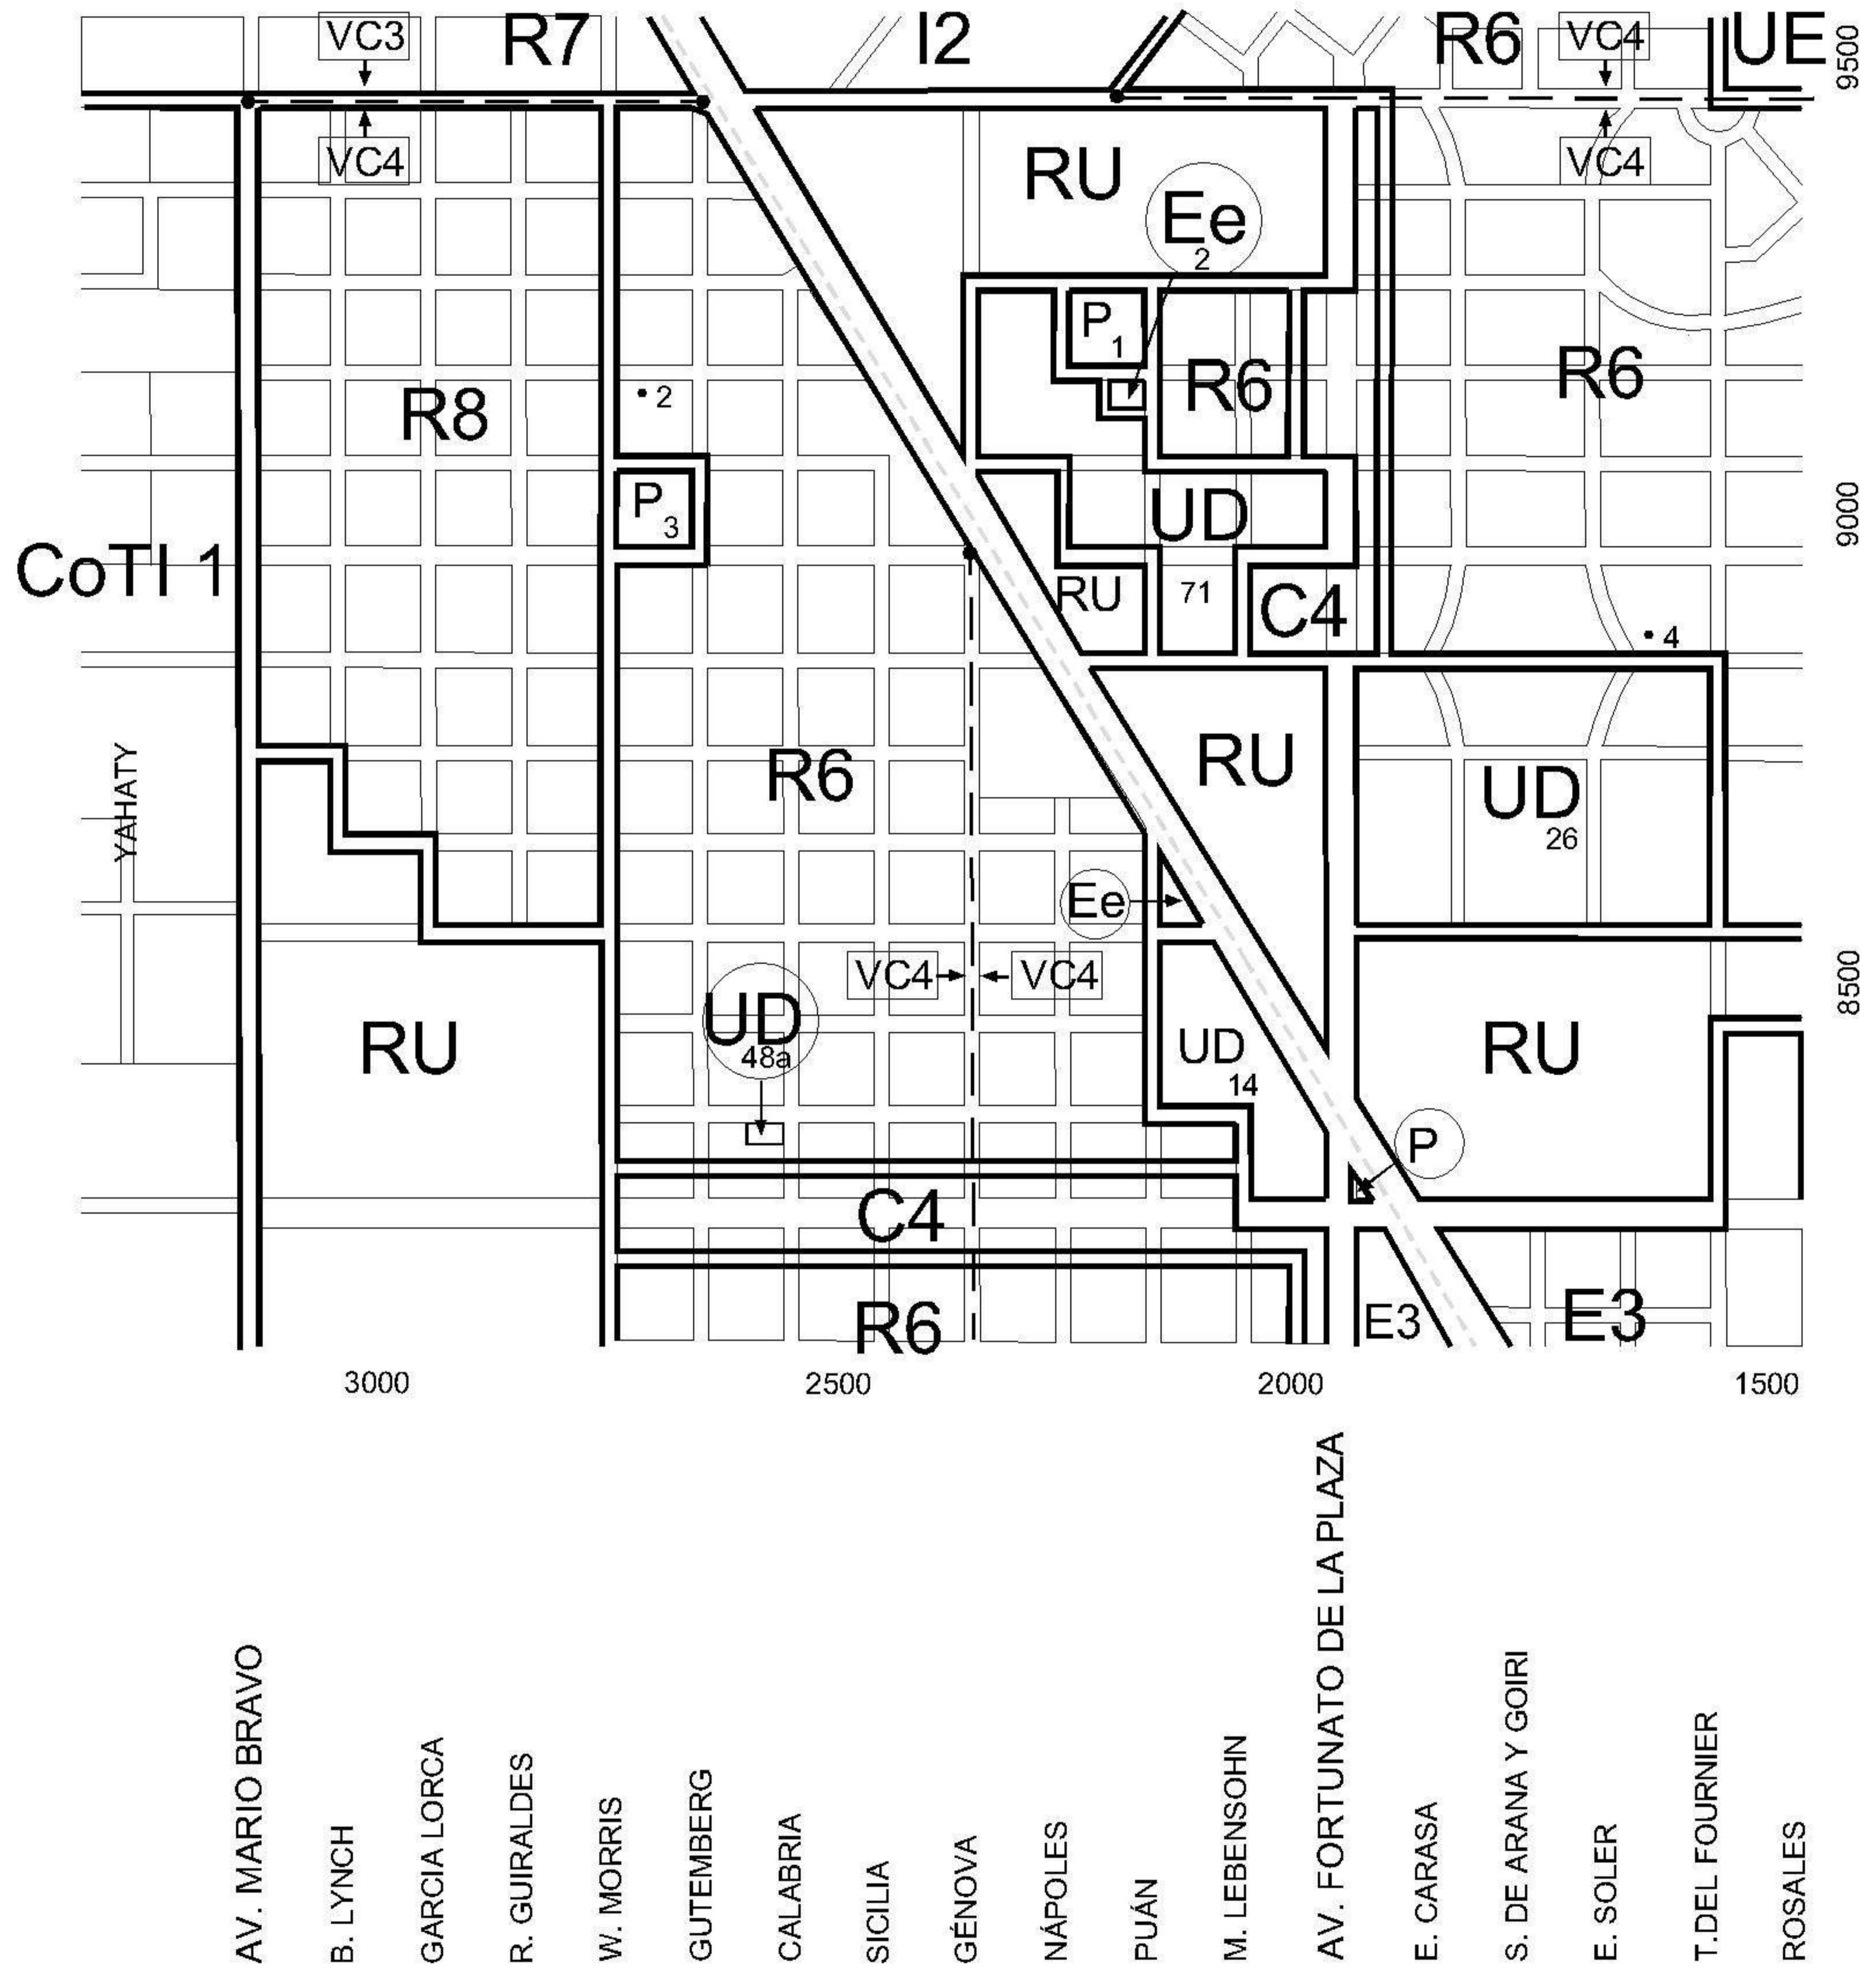 VC3
R7
I2
R6
VC4
UE
9500
VC4
VC4
RU
Ee
2
P
1
R8
2
R6
R6
P
3
UD
9000
CoTI 1
RU
71
C4
4
YAHATY
R6
RU
UD
26
Ee
VC4
VC4
8500
RU
UD
48a
UD
14
RU
P
C4
R6
E3
E3
3000
2500
2000
1500
AV. MARIO BRAVO
B. LYNCH
GARCIA LORCA
R. GUIRALDES
W. MORRIS
GUTEMBERG
CALABRIA
SICILIA
GÉNOVA
NÁPOLES
PUÁN
M. LEBENSOHN
AV. FORTUNATO DE LA PLAZA
E. CARASA
S. DE ARANA Y GOIRI
E. SOLER
T.DEL FOURNIER
ROSALES